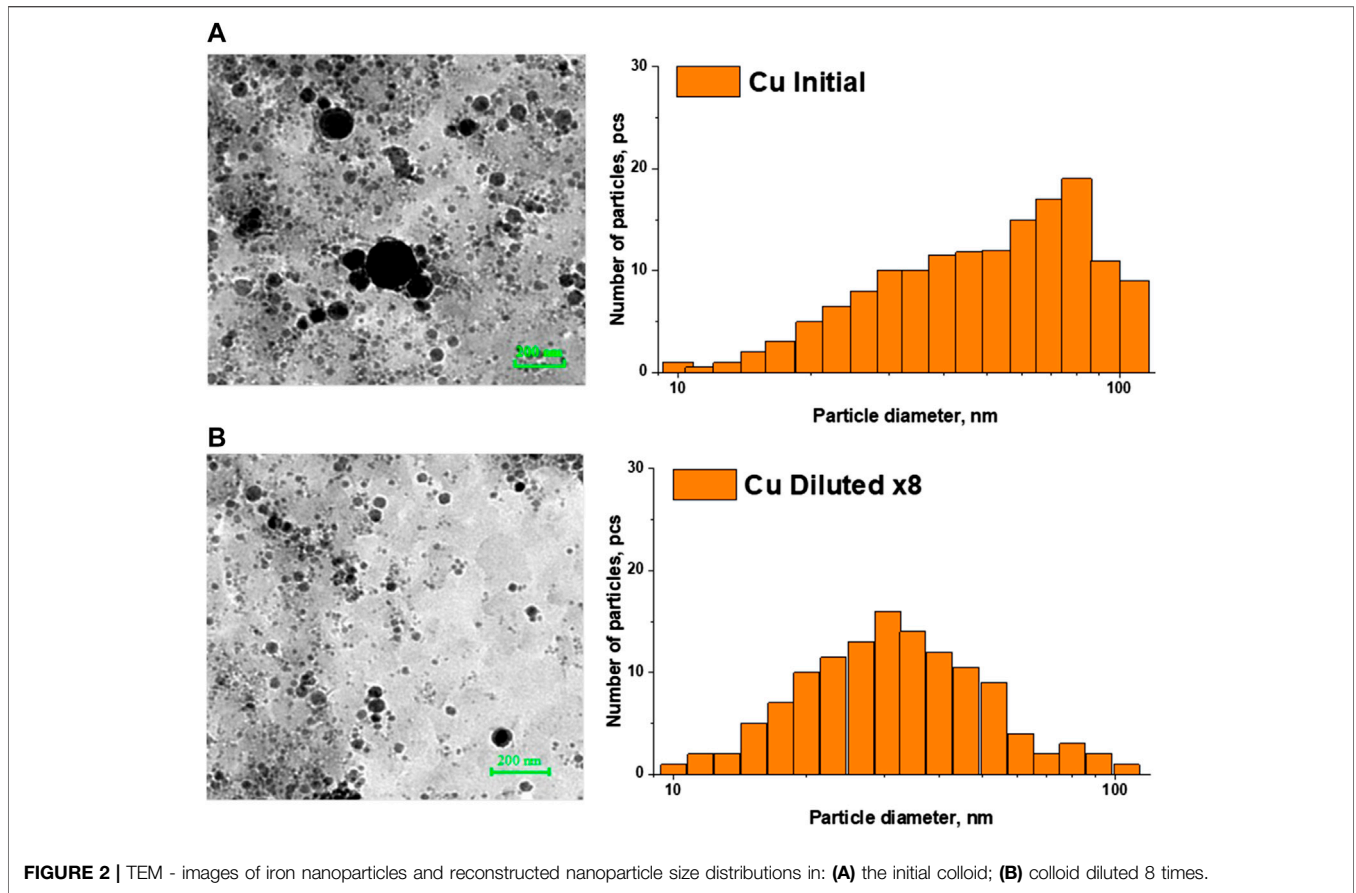 A
Cu Initial
30
20
10
0
Number of particles, pcs
10
100
Particle diameter, nm
200 nm
B
Cu Diluted x8
30
20
10
0
Number of particles, pcs
10
100
Particle diameter, nm
200 nm
FIGURE 2 | TEM - images of iron nanoparticles and reconstructed nanoparticle size distributions in: (A) the initial colloid; (B) colloid diluted 8 times.